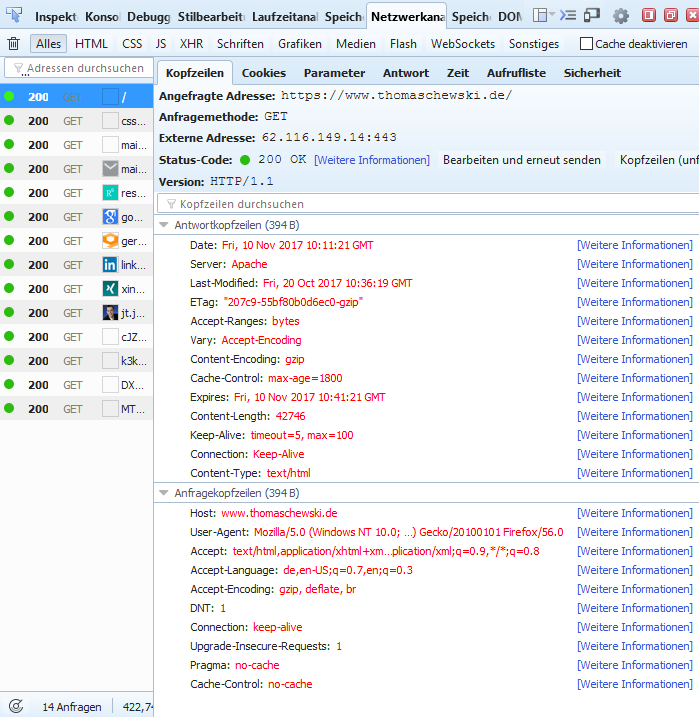 Inspekt Konsol Debugg Stilbearbeit Laufzeitanal Speiche Netzwerkana Speiche DOM
Alles HTML CSS JS XHR Schriften Grafiken Medien Flash WebSockets Sonstiges Cache deaktivieren
Adressen durchsuchen
Kopfzeilen Cookies Parameter Antwort Zeit Aufrufliste Sicherheit
200 GET /
200 GET css...
200 GET mai...
200 GET mai...
200 GET res...
200 GET go...
200 GET ger...
200 GET link...
200 GET xin...
200 GET jt.j...
200 GET cJZ...
200 GET k3k...
200 GET DX...
200 GET MT...
Angefragte Adresse: https://www.thomaschewski.de/
Anfragemethode: GET
Externe Adresse: 62.116.149.14:443
Status-Code: 200 OK [Weitere Informationen] Bearbeiten und erneut senden Kopfzeilen (unf
Version: HTTP/1.1
Kopfzeilen durchsuchen
Antwortkopfzeilen (394 B)
Date: Fri, 10 Nov 2017 10:11:21 GMT [Weitere Informationen]
Server: Apache [Weitere Informationen]
Last-Modified: Fri, 20 Oct 2017 10:36:19 GMT [Weitere Informationen]
ETag: "207c9-55bf80b0d6ec0-gzip" [Weitere Informationen]
Accept-Ranges: bytes [Weitere Informationen]
Vary: Accept-Encoding [Weitere Informationen]
Content-Encoding: gzip [Weitere Informationen]
Cache-Control: max-age=1800 [Weitere Informationen]
Expires: Fri, 10 Nov 2017 10:41:21 GMT [Weitere Informationen]
Content-Length: 42746 [Weitere Informationen]
Keep-Alive: timeout=5, max=100 [Weitere Informationen]
Connection: Keep-Alive [Weitere Informationen]
Content-Type: text/html [Weitere Informationen]
Anfragekopfzeilen (394 B)
Host: www.thomaschewski.de [Weitere Informationen]
User-Agent: Mozilla/5.0 (Windows NT 10.0; ...) Gecko/20100101 Firefox/56.0 [Weitere Informationen]
Accept: text/html,application/xhtml+xm...plication/xml;q=0.9,*/*;q=0.8 [Weitere Informationen]
Accept-Language: de,en-US;q=0.7,en;q=0.3 [Weitere Informationen]
Accept-Encoding: gzip, deflate, br [Weitere Informationen]
DNT: 1 [Weitere Informationen]
Connection: keep-alive [Weitere Informationen]
Upgrade-Insecure-Requests: 1 [Weitere Informationen]
Pragma: no-cache [Weitere Informationen]
Cache-Control: no-cache [Weitere Informationen]
14 Anfragen 422,74